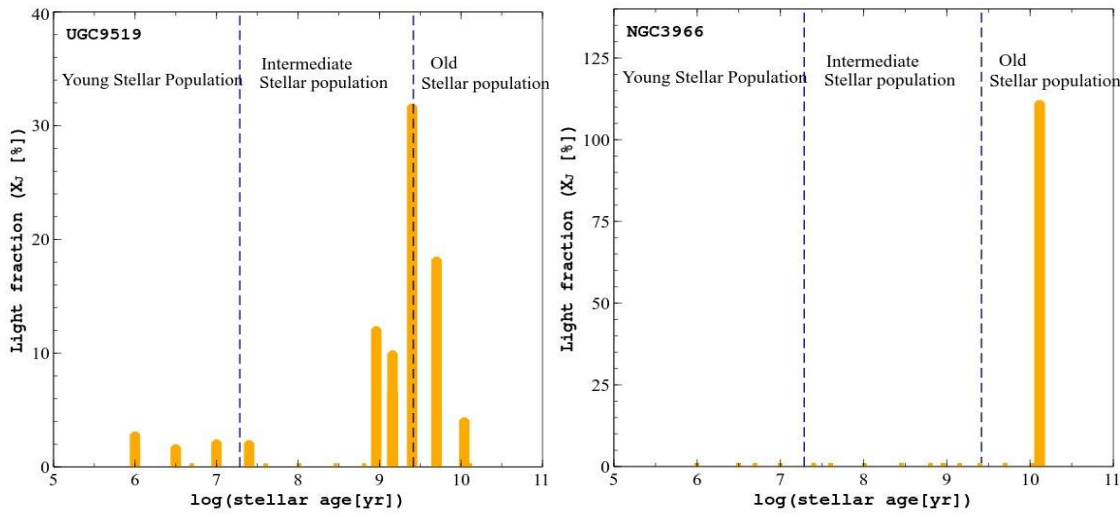 UGC9519
Young Stellar Population
Intermediate
Stellar population
Old
Stellar population
40
30
20
10
0
5
6
7
8
9
10
11
Light fraction (XJ [%])
log(stellar age[yr])
NGC3966
Young Stellar Population
Intermediate
Stellar population
Old
Stellar population
125
100
75
50
25
0
5
6
7
8
9
10
11
Light fraction (XJ [%])
log(stellar age[yr])